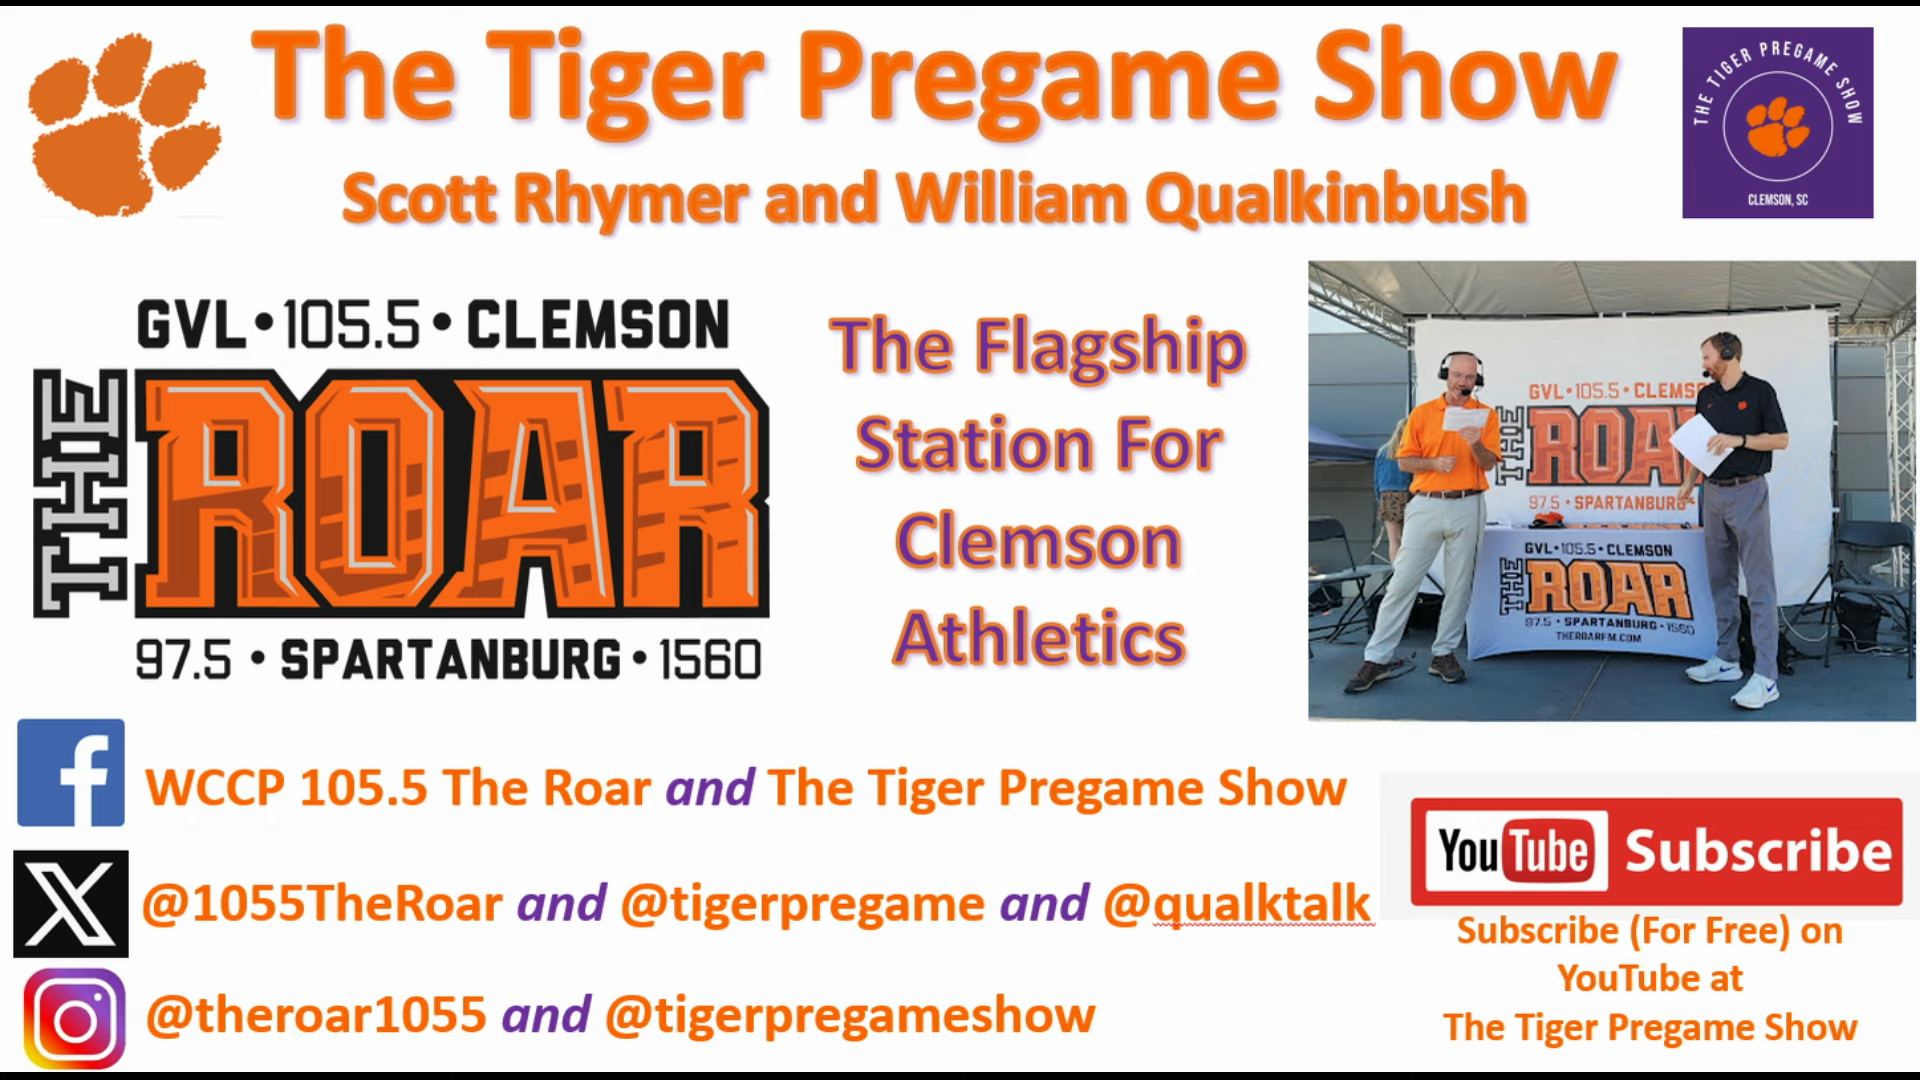 The Tiger Pregame Show
THE TIGER PREGAME SHOW
CLEMSON, SC
Scott Rhymer and William Qualkinbush
GVL • 105.5 • CLEMSON
THE ROAR
97.5 • SPARTANBURG • 1560
The Flagship
Station For
Clemson
Athletics
GVL • 105.5 • CLEMS
THE ROA
97.5 • SPARTANBURG
GVL • 105.5 • CLEMSON
THE ROAR
97.5 • SPARTANBURG • 1560
THEROARFM.COM
f WCCP 105.5 The Roar and The Tiger Pregame Show
X @1055TheRoar and @tigerpregame and @qualktalk
@theroar1055 and @tigerpregameshow
YouTube Subscribe
Subscribe (For Free) on
YouTube at
The Tiger Pregame Show